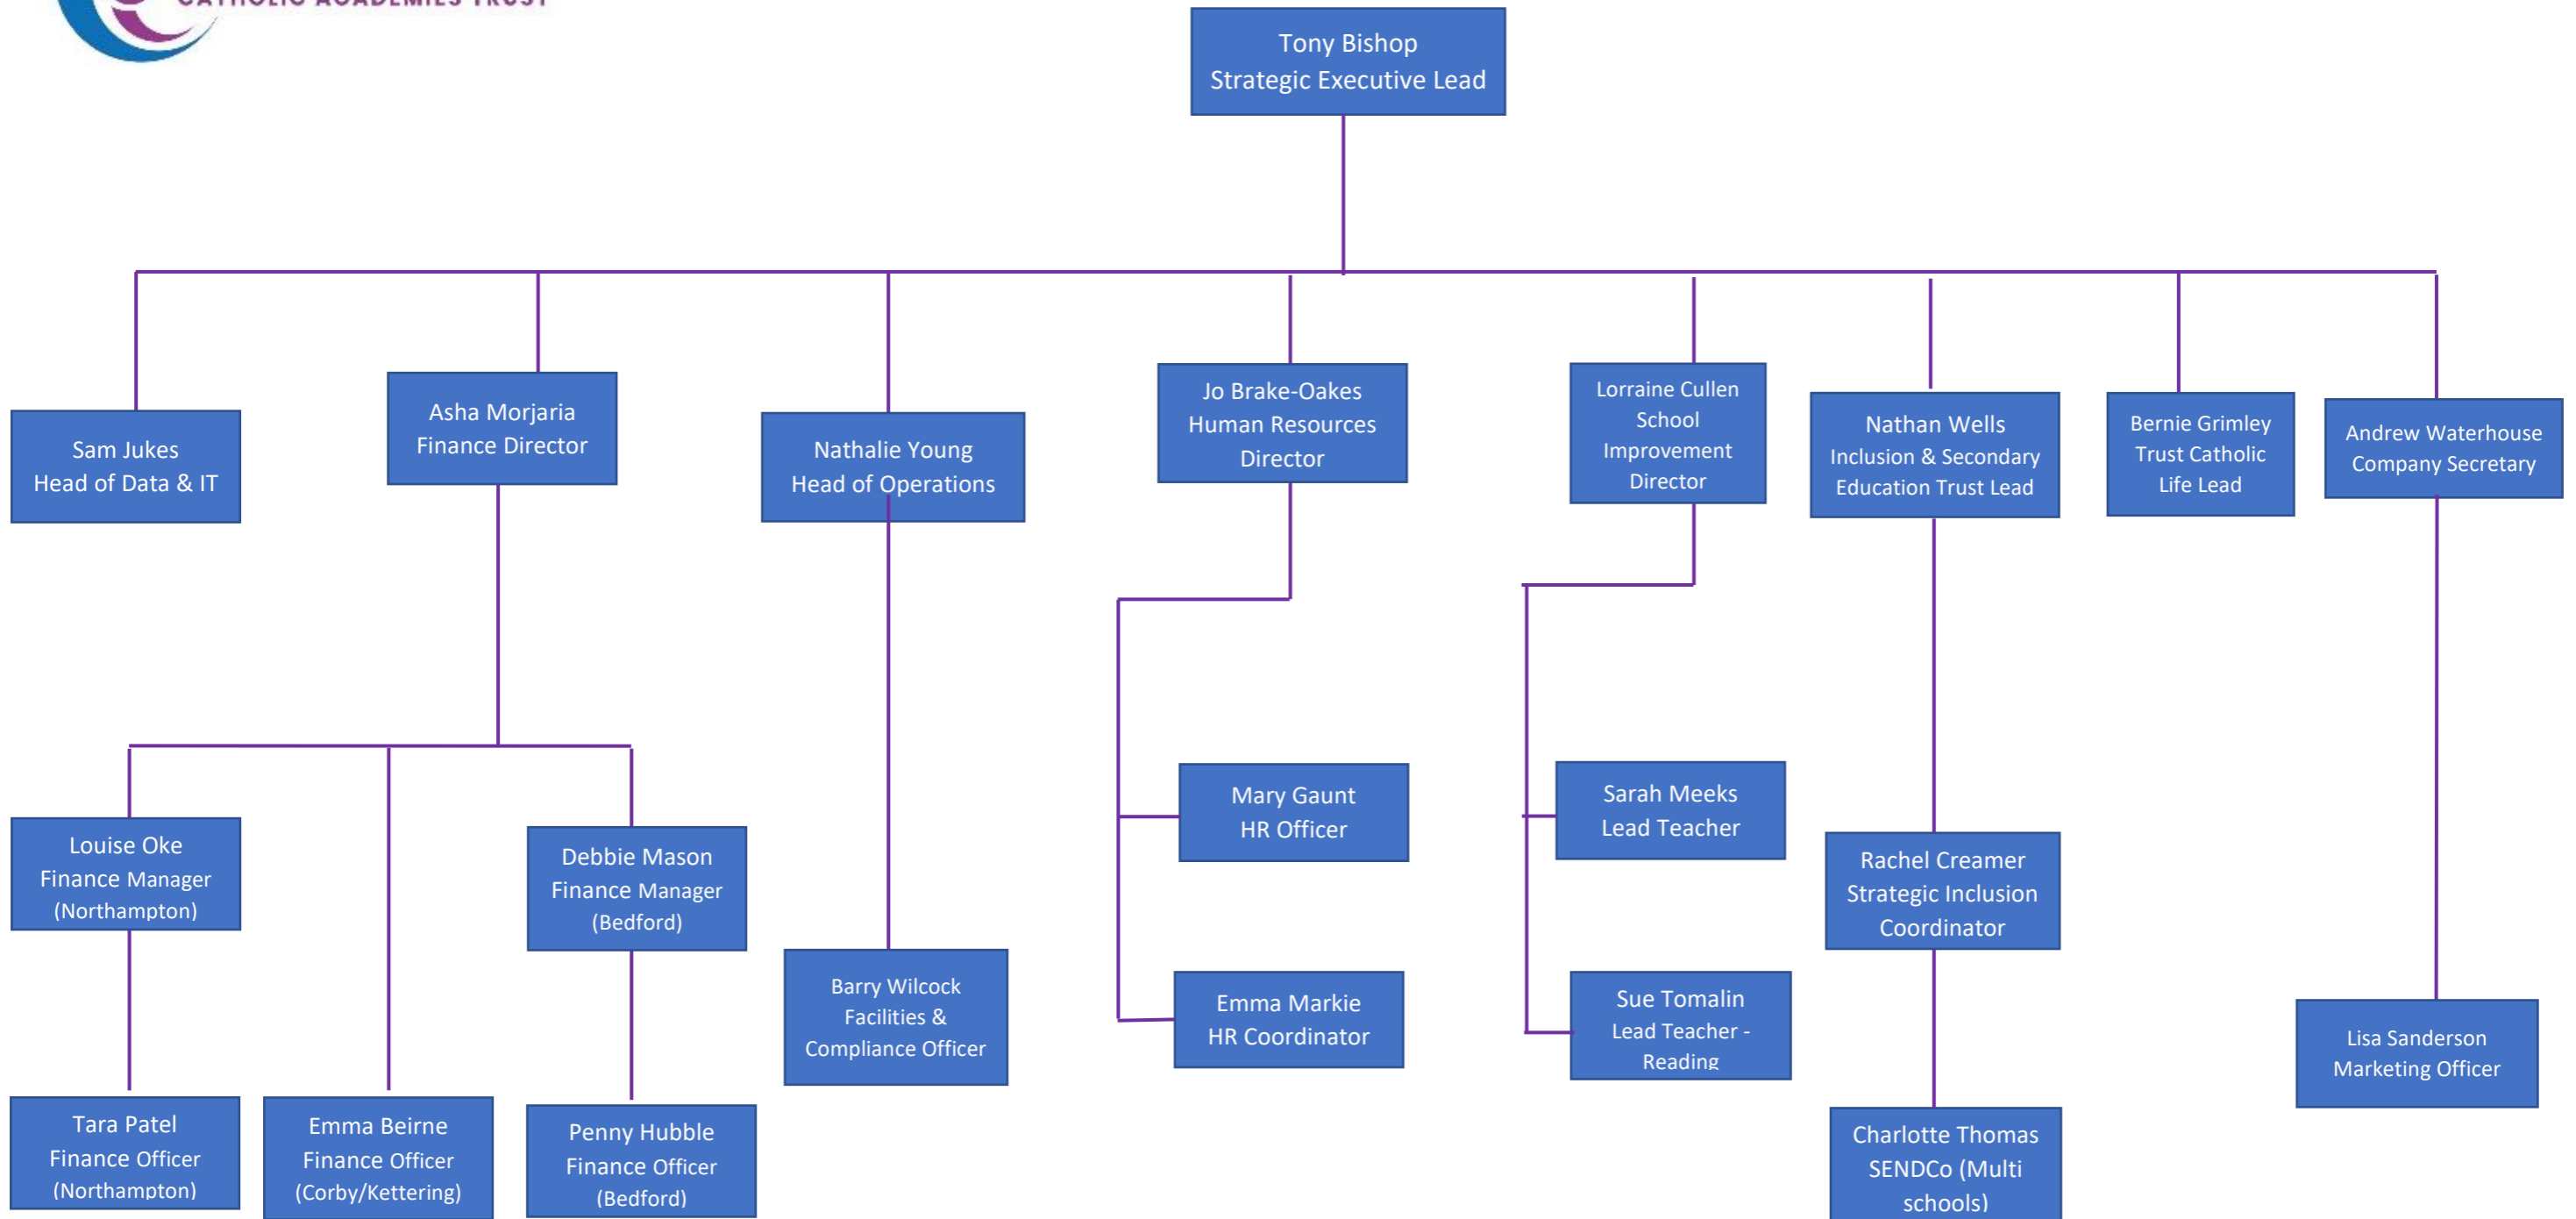 CATHOLIC ACADEMIES TRUST
Tony Bishop
Strategic Executive Lead
Sam Jukes
Head of Data & IT
Asha Morjaria
Finance Director
Nathalie Young
Head of Operations
Jo Brake-Oakes
Human Resources
Director
Lorraine Cullen
School
Improvement
Director
Nathan Wells
Inclusion & Secondary
Education Trust Lead
Bernie Grimley
Trust Catholic
Life Lead
Andrew Waterhouse
Company Secretary
Louise Oke
Finance Manager
(Northampton)
Debbie Mason
Finance Manager
(Bedford)
Barry Wilcock
Facilities &
Compliance Officer
Mary Gaunt
HR Officer
Emma Markie
HR Coordinator
Sarah Meeks
Lead Teacher
Sue Tomalin
Lead Teacher -
Reading
Rachel Creamer
Strategic Inclusion
Coordinator
Lisa Sanderson
Marketing Officer
Tara Patel
Finance Officer
(Northampton)
Emma Beirne
Finance Officer
(Corby/Kettering)
Penny Hubble
Finance Officer
(Bedford)
Charlotte Thomas
SENDCo (Multi
schools)